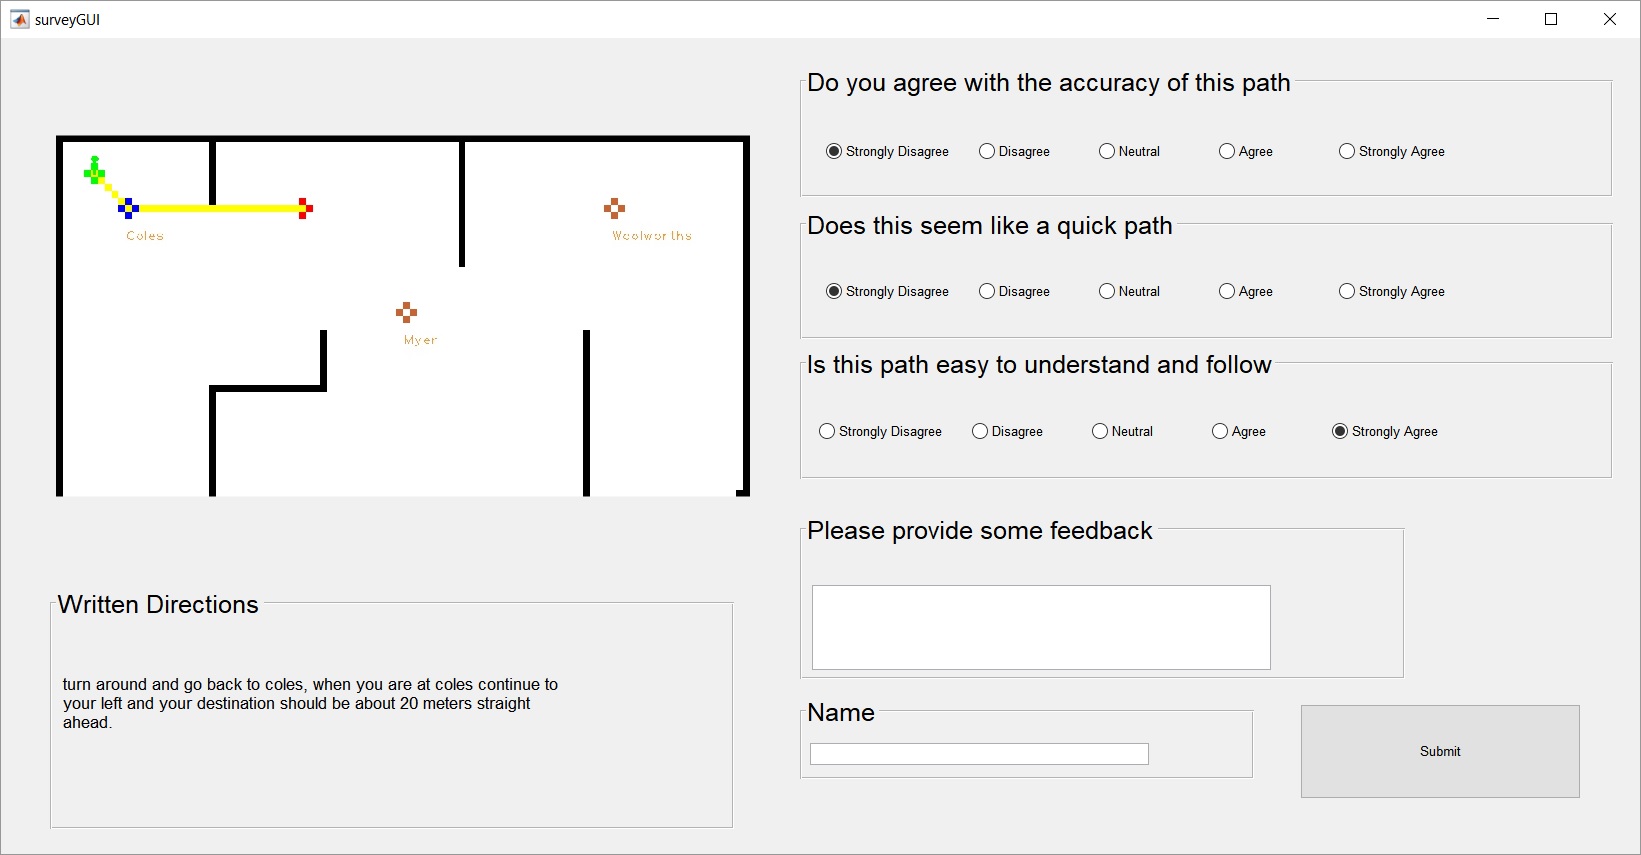 surveyGUI
Coles
Woolworths
Myer
Written Directions
turn around and go back to coles, when you are at coles continue to
your left and your destination should be about 20 meters straight
ahead.
Do you agree with the accuracy of this path
Strongly Disagree Disagree Neutral Agree Strongly Agree
Does this seem like a quick path
Strongly Disagree Disagree Neutral Agree Strongly Agree
Is this path easy to understand and follow
Strongly Disagree Disagree Neutral Agree Strongly Agree
Please provide some feedback
Name
Submit